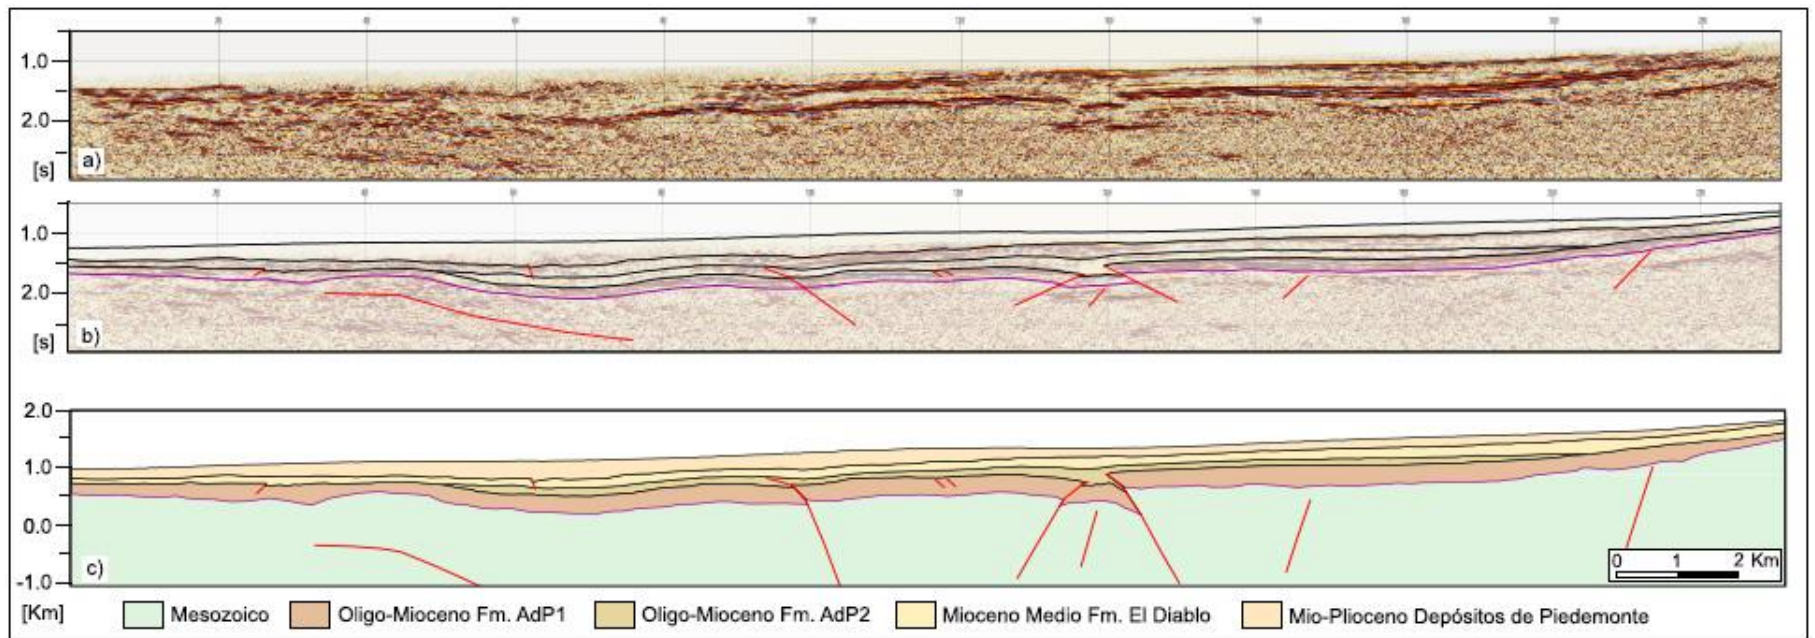 1.0
2.0
[s]
a)
1.0
2.0
[s]
b)
2.0
1.0
0.0
-1.0
c)
0 1 2 Km
[Km]
Mesozoico
Oligo-Mioceno Fm. AdP1
Oligo-Mioceno Fm. AdP2
Mioceno Medio Fm. El Diablo
Mio-Plioceno Depósitos de Piedemonte